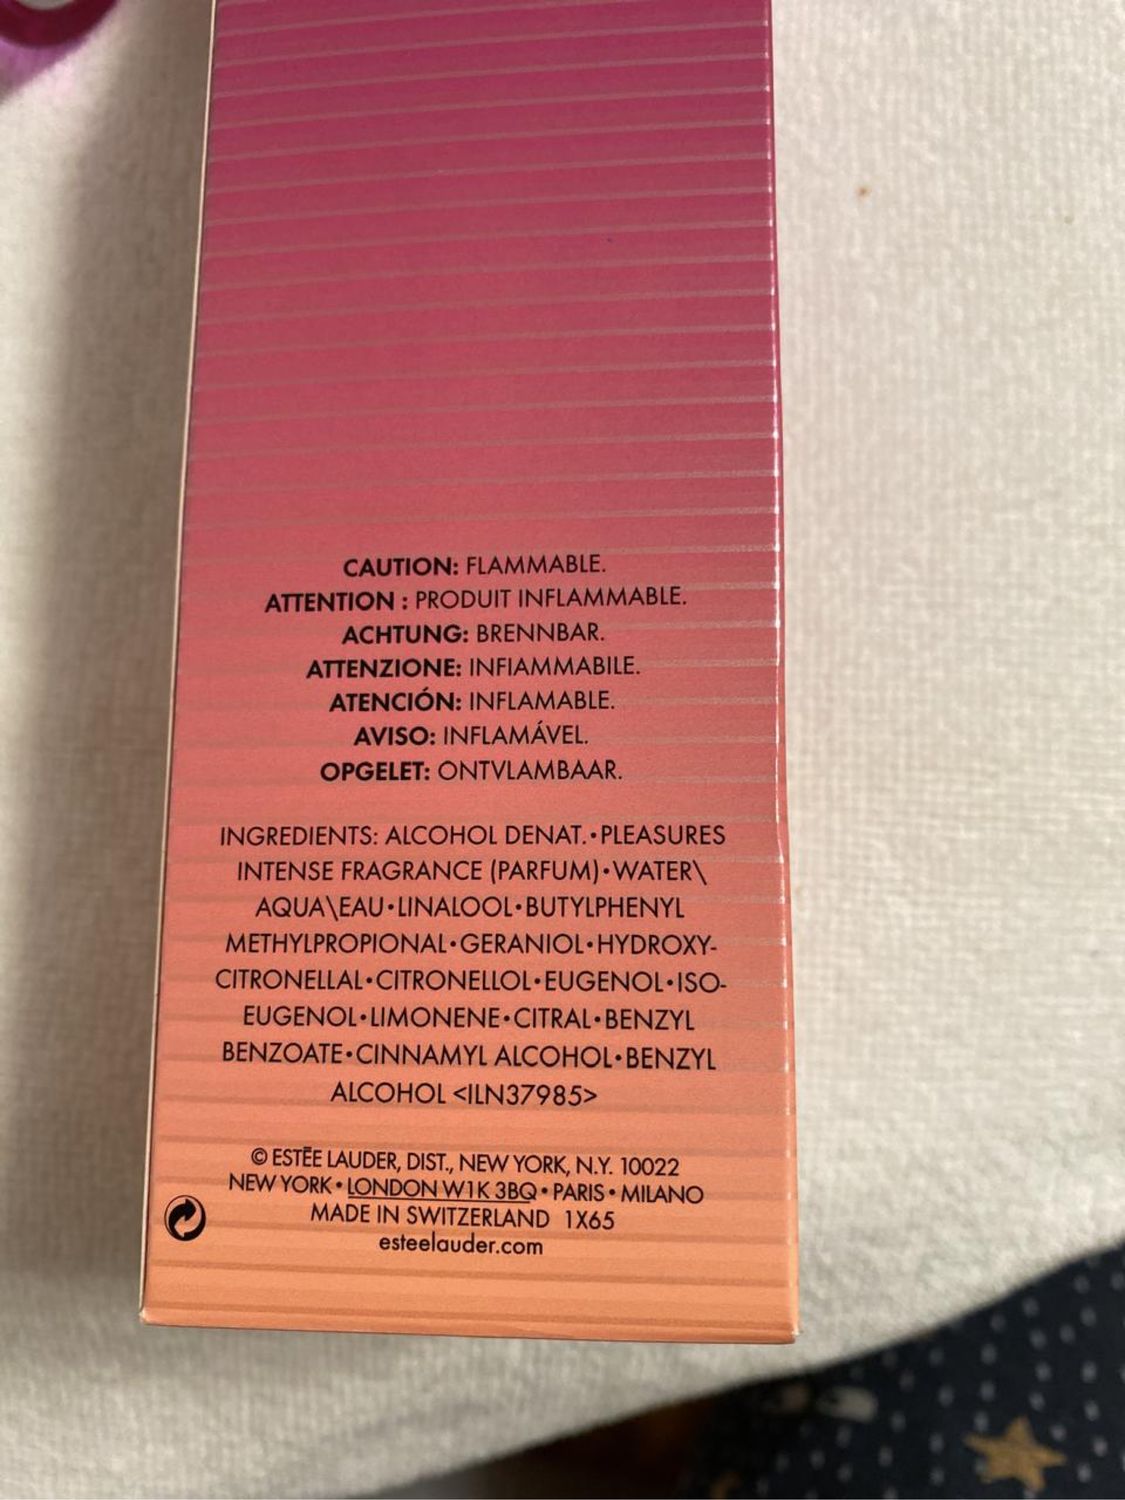 CAUTION: FLAMMABLE.
ATTENTION : PRODUIT INFLAMMABLE.
ACHTUNG: BRENNBAR.
ATTENZIONE: INFIAMMABILE.
ATENCIÓN: INFLAMABLE.
AVISO: INFLAMÁVEL.
OPGELET: ONTVLAMBAAR.
INGREDIENTS: ALCOHOL DENAT.•PLEASURES
INTENSE FRAGRANCE (PARFUM)•WATER\
AQUA\EAU•LINALOOL•BUTYLPHENYL
METHYLPROPIONAL•GERANIOL•HYDROXY-
CITRONELLAL•CITRONELLOL•EUGENOL•ISO-
EUGENOL•LIMONENE•CITRAL•BENZYL
BENZOATE•CINNAMYL ALCOHOL•BENZYL
ALCOHOL <ILN37985>
© ESTĒE LAUDER, DIST., NEW YORK, N.Y. 10022
NEW YORK • LONDON W1K 3BQ • PARIS • MILANO
MADE IN SWITZERLAND 1X65
esteelauder.com